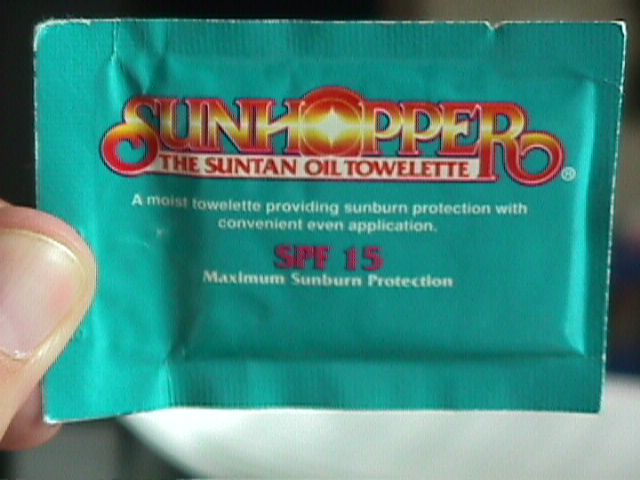 SUNHOPPER
THE SUNTAN OIL TOWELETTE ®
A moist towelette providing sunburn protection with
convenient even application.
SPF 15
Maximum Sunburn Protection